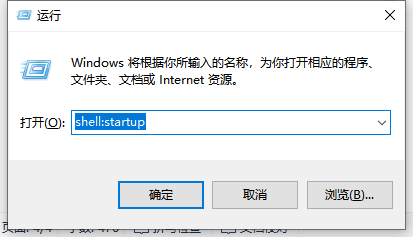 运行
Windows 将根据你所输入的名称，为你打开相应的程序、
文件夹、文档或 Internet 资源。
打开(O):
shell:startup
确定
取消
浏览(B)...